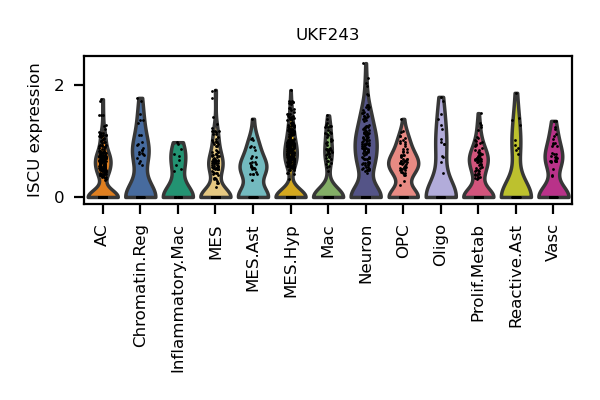 UKF243
ISCU expression
2
0
AC
Chromatin.Reg
Inflammatory.Mac
MES
MES.Ast
MES.Hyp
Mac
Neuron
OPC
Oligo
Prolif.Metab
Reactive.Ast
Vasc